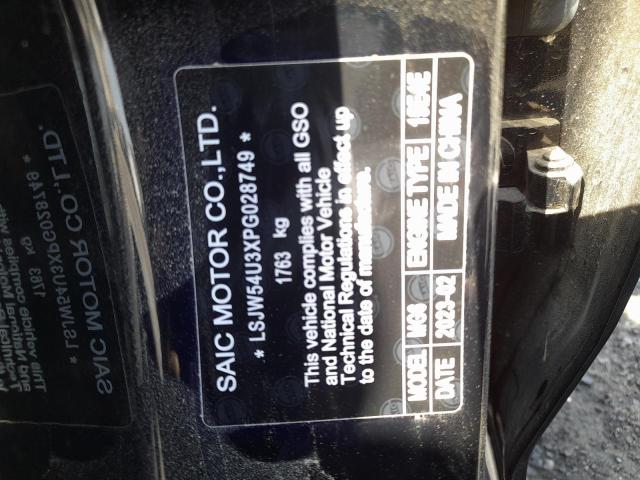 SAIC MOTOR CO.,LTD.
* LSJW54U3XPG028749 *
1763 kg
This vehicle complies with all GSO
and National Motor Vehicle
Technical Regulations in effect up
to the date of manufacture.
MODEL MG6 ENGINE TYPE 15E4E
DATE 2023-02 MADE IN CHINA